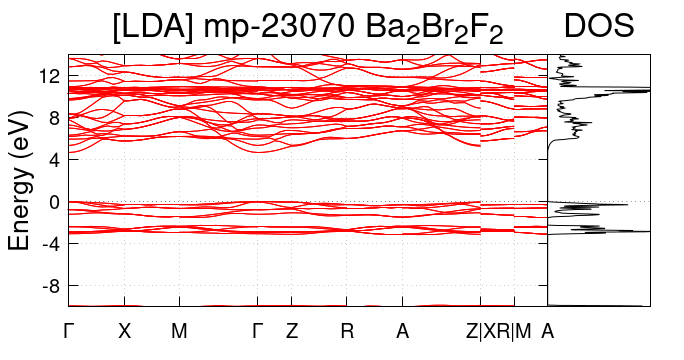 [LDA] mp-23070 Ba2Br2F2 DOS
Energy (eV)
12
8
4
0
-4
-8
Γ X M Γ Z R A Z|XR|M A